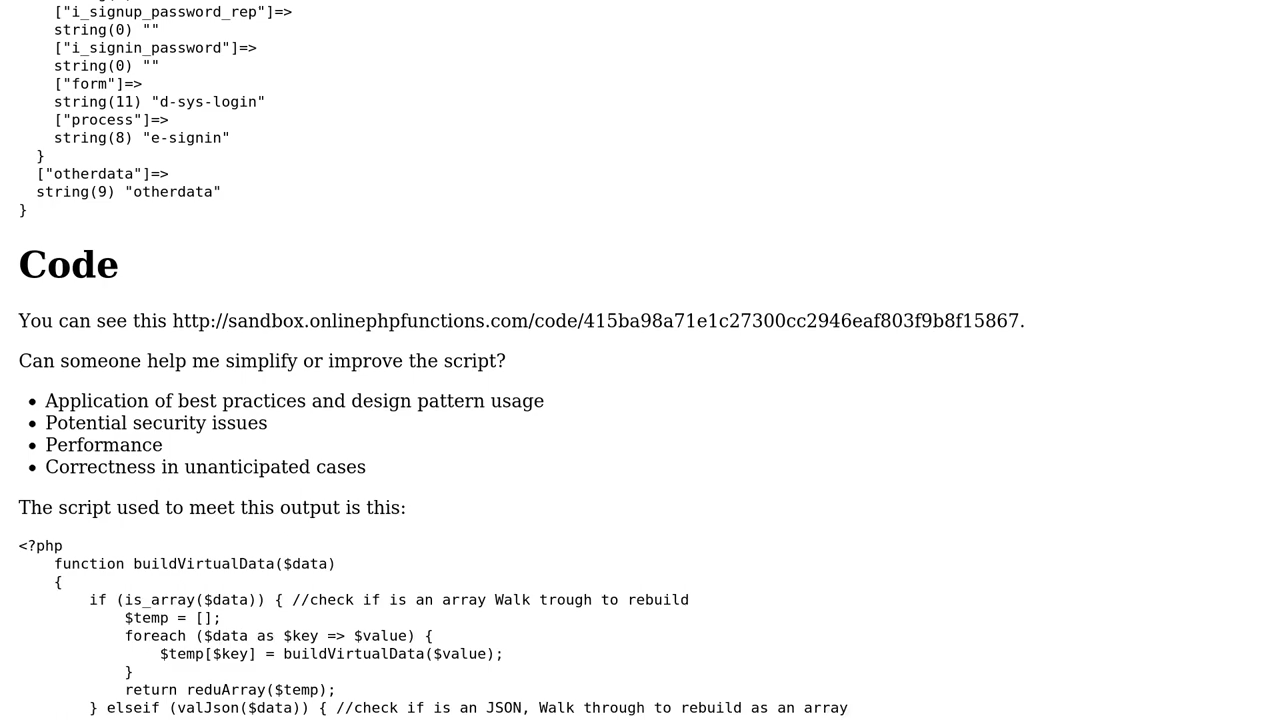 ["i_signup_password_rep"]=>
string(0) ""
["i_signin_password"]=>
string(0) ""
["form"]=>
string(11) "d-sys-login"
["process"]=>
string(8) "e-signin"
}
["otherdata"]=>
string(9) "otherdata"
}
Code
You can see this http://sandbox.onlinephpfunctions.com/code/415ba98a71e1c27300cc2946eaf803f9b8f15867.
Can someone help me simplify or improve the script?
• Application of best practices and design pattern usage
• Potential security issues
• Performance
• Correctness in unanticipated cases
The script used to meet this output is this:
<?php
function buildVirtualData($data)
{
if (is_array($data)) { //check if is an array Walk trough to rebuild
$temp = [];
foreach ($data as $key => $value) {
$temp[$key] = buildVirtualData($value);
}
return reduArray($temp);
} elseif (valJson($data)) { //check if is an JSON, Walk through to rebuild as an array